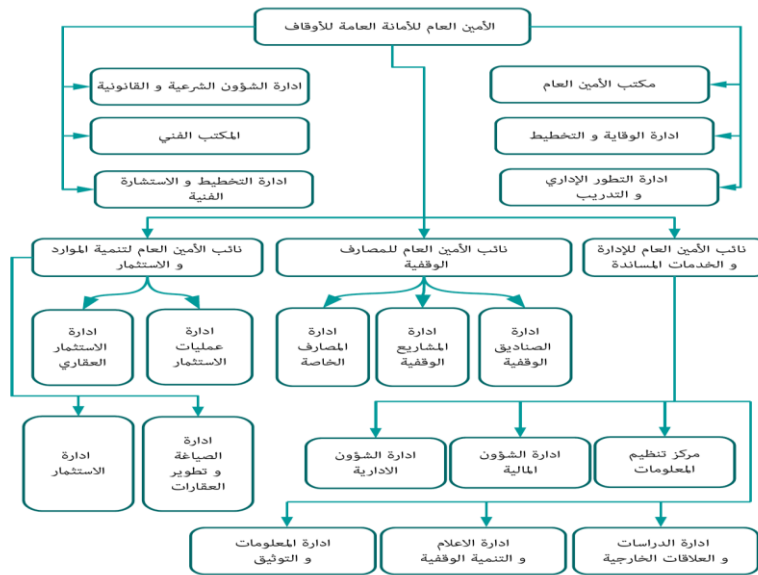 الأمين العام للأمانة العامة للأوقاف
مكتب الأمين العام
ادارة الشؤون الشرعية و القانونية
ادارة الوقاية و التخطيط
المكتب الفني
ادارة التطور الإداري
و التدريب
ادارة التخطيط و الاستشارة
الفنية
نائب الأمين العام للإدارة
و الخدمات المساندة
نائب الأمين العام للمصارف
الوقفية
نائب الأمين العام لتنمية الموارد
و الاستثمار
ادارة
الصناديق
الوقفية
ادارة
المشاريع
الوقفية
ادارة
المصارف
الخاصة
ادارة
عمليات
الاستثمار
ادارة
الاستثمار
العقاري
مركز تنظيم
المعلومات
ادارة الشؤون
المالية
ادارة الشؤون
الادارية
ادارة
الصياغة
و تطوير
العقارات
ادارة
الاستثمار
ادارة الدراسات
و العلاقات الخارجية
ادارة الاعلام
و التنمية الوقفية
ادارة المعلومات
و التوثيق